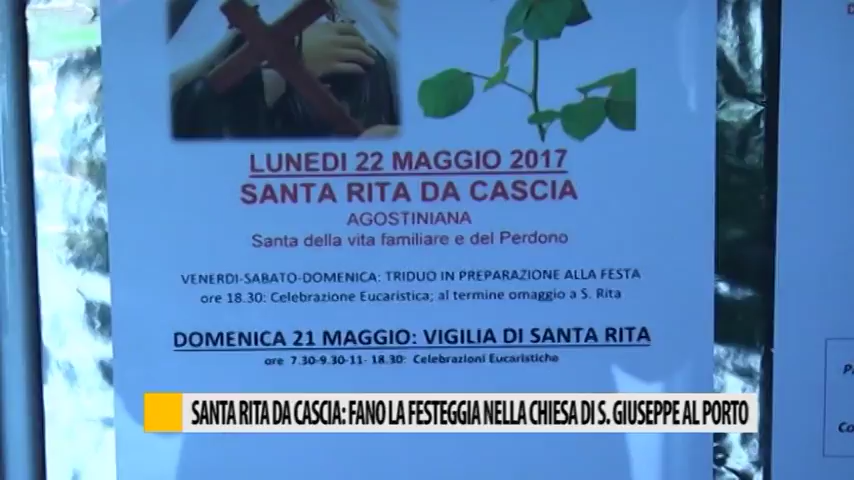 LUNEDI 22 MAGGIO 2017
SANTA RITA DA CASCIA
AGOSTINIANA
Santa della vita familiare e del Perdono
VENERDI-SABATO-DOMENICA: TRIDUO IN PREPARAZIONE ALLA FESTA
ore 18.30: Celebrazione Eucaristica; al termine omaggio a S. Rita
DOMENICA 21 MAGGIO: VIGILIA DI SANTA RITA
ore 7.30-9.30-11- 18.30: Celebrazioni Eucaristiche
SANTA RITA DA CASCIA: FANO LA FESTEGGIA NELLA CHIESA DI S. GIUSEPPE AL PORTO